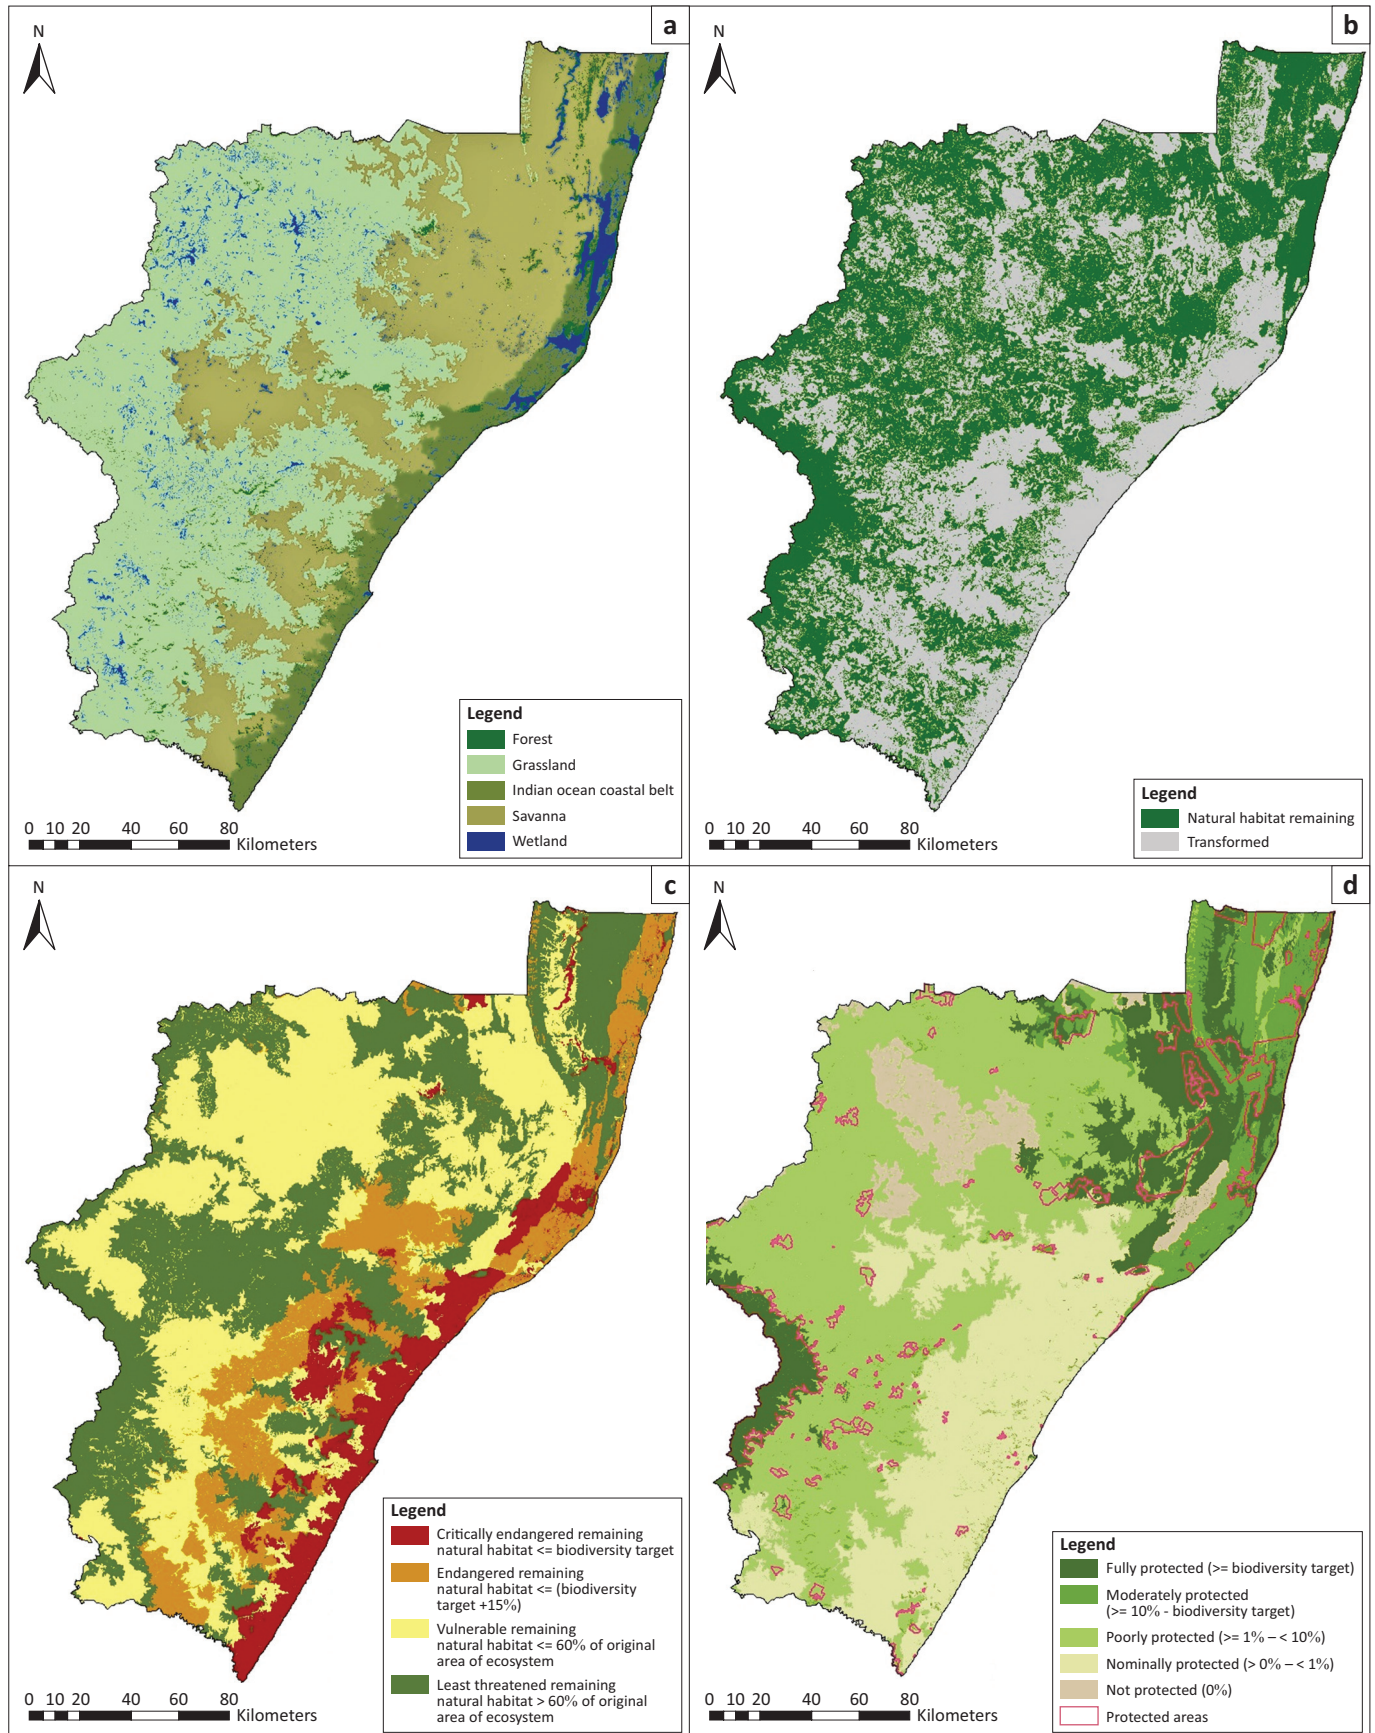 a
N
Legend
Forest
Grassland
Indian ocean coastal belt
Savanna
Wetland
0 10 20 40 60 80
Kilometers
b
N
Legend
Natural habitat remaining
Transformed
0 10 20 40 60 80
Kilometers
c
N
Legend
Critically endangered remaining
natural habitat <= biodiversity target
Endangered remaining
natural habitat <= (biodiversity
target +15%)
Vulnerable remaining
natural habitat <= 60% of original
area of ecosystem
Least threatened remaining
natural habitat > 60% of original
area of ecosystem
0 10 20 40 60 80
Kilometers
d
N
Legend
Fully protected (>= biodiversity target)
Moderately protected
(>= 10% - biodiversity target)
Poorly protected (>= 1% – < 10%)
Nominally protected (> 0% – < 1%)
Not protected (0%)
Protected areas
0 10 20 40 60 80
Kilometers